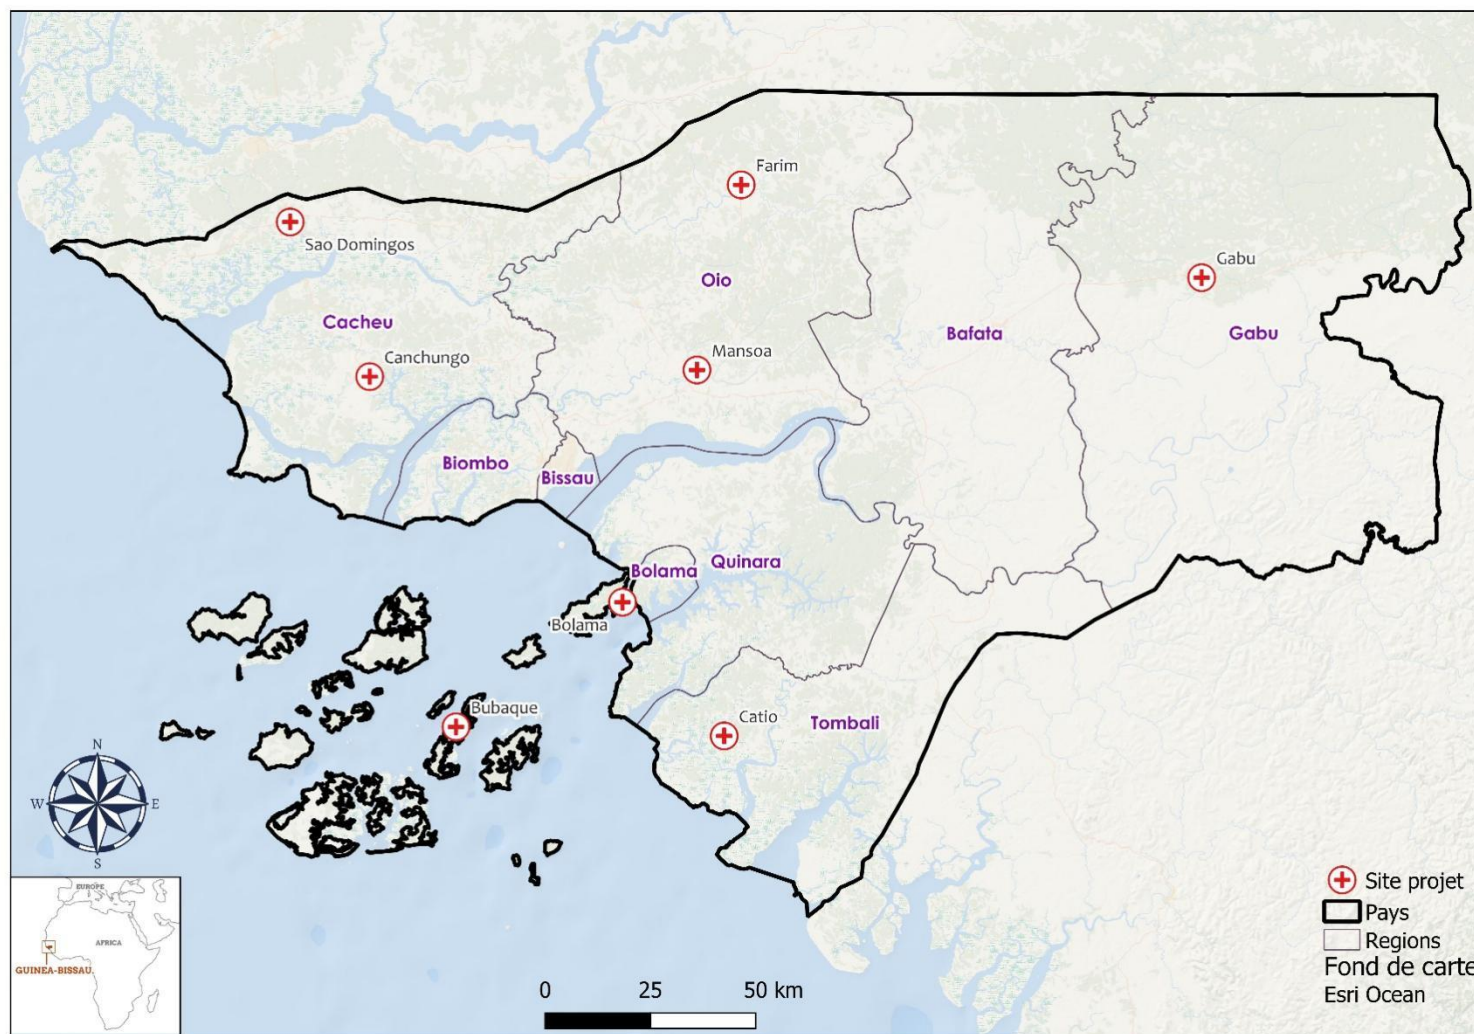 Farim
Sao Domingos
Oio
Gabu
Cacheu
Bafata
Gabu
Canchungo
Mansoa
Biombo
Bissau
Bolama
Quinara
Bolama
Bubaque
Catio
Tombali
N
W
E
S
EUROPE
AFRICA
GUINEA-BISSAU
Site projet
Pays
Regions
Fond de carte
Esri Ocean
0 25 50 km